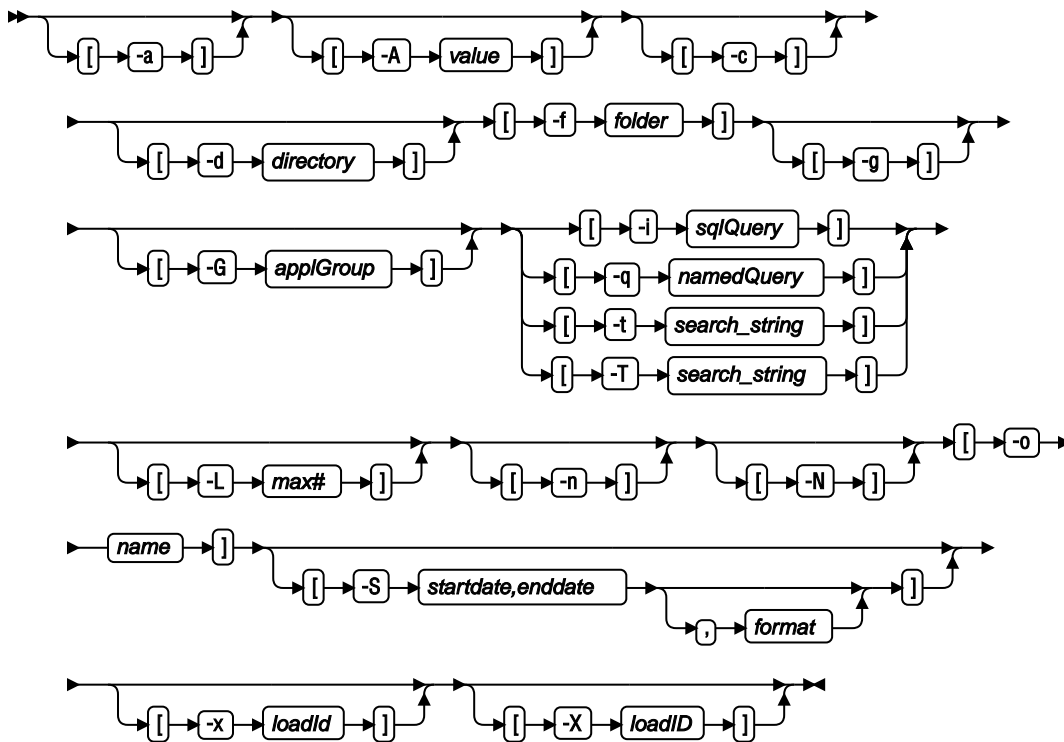 [ -a ] [ -A value ] [ -c ]
[ -d directory ] [ -f folder ] [ -g ]
[ -G applGroup ] [ -i sqlQuery ]
[ -q namedQuery ]
[ -t search_string ]
[ -T search_string ]
[ -L max# ] [ -n ] [ -N ] [ -o
name ] [ -S startdate,enddate , format ]
[ -x loadId ] [ -X loadID ]